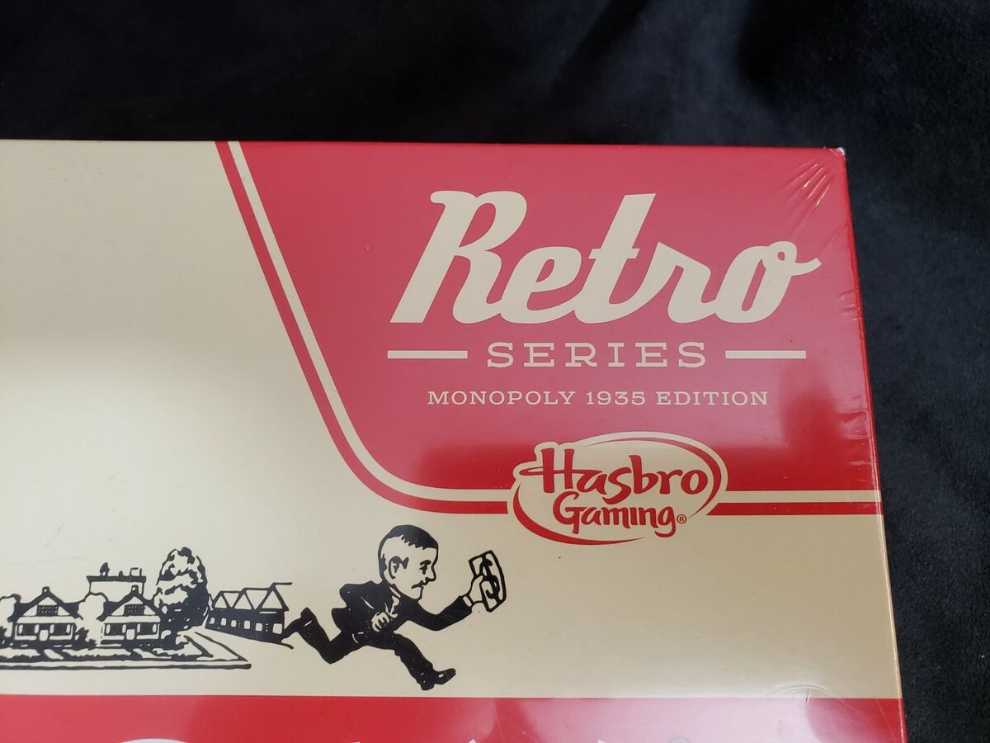 Retro
SERIES
MONOPOLY 1935 EDITION
Hasbro
Gaming®
$